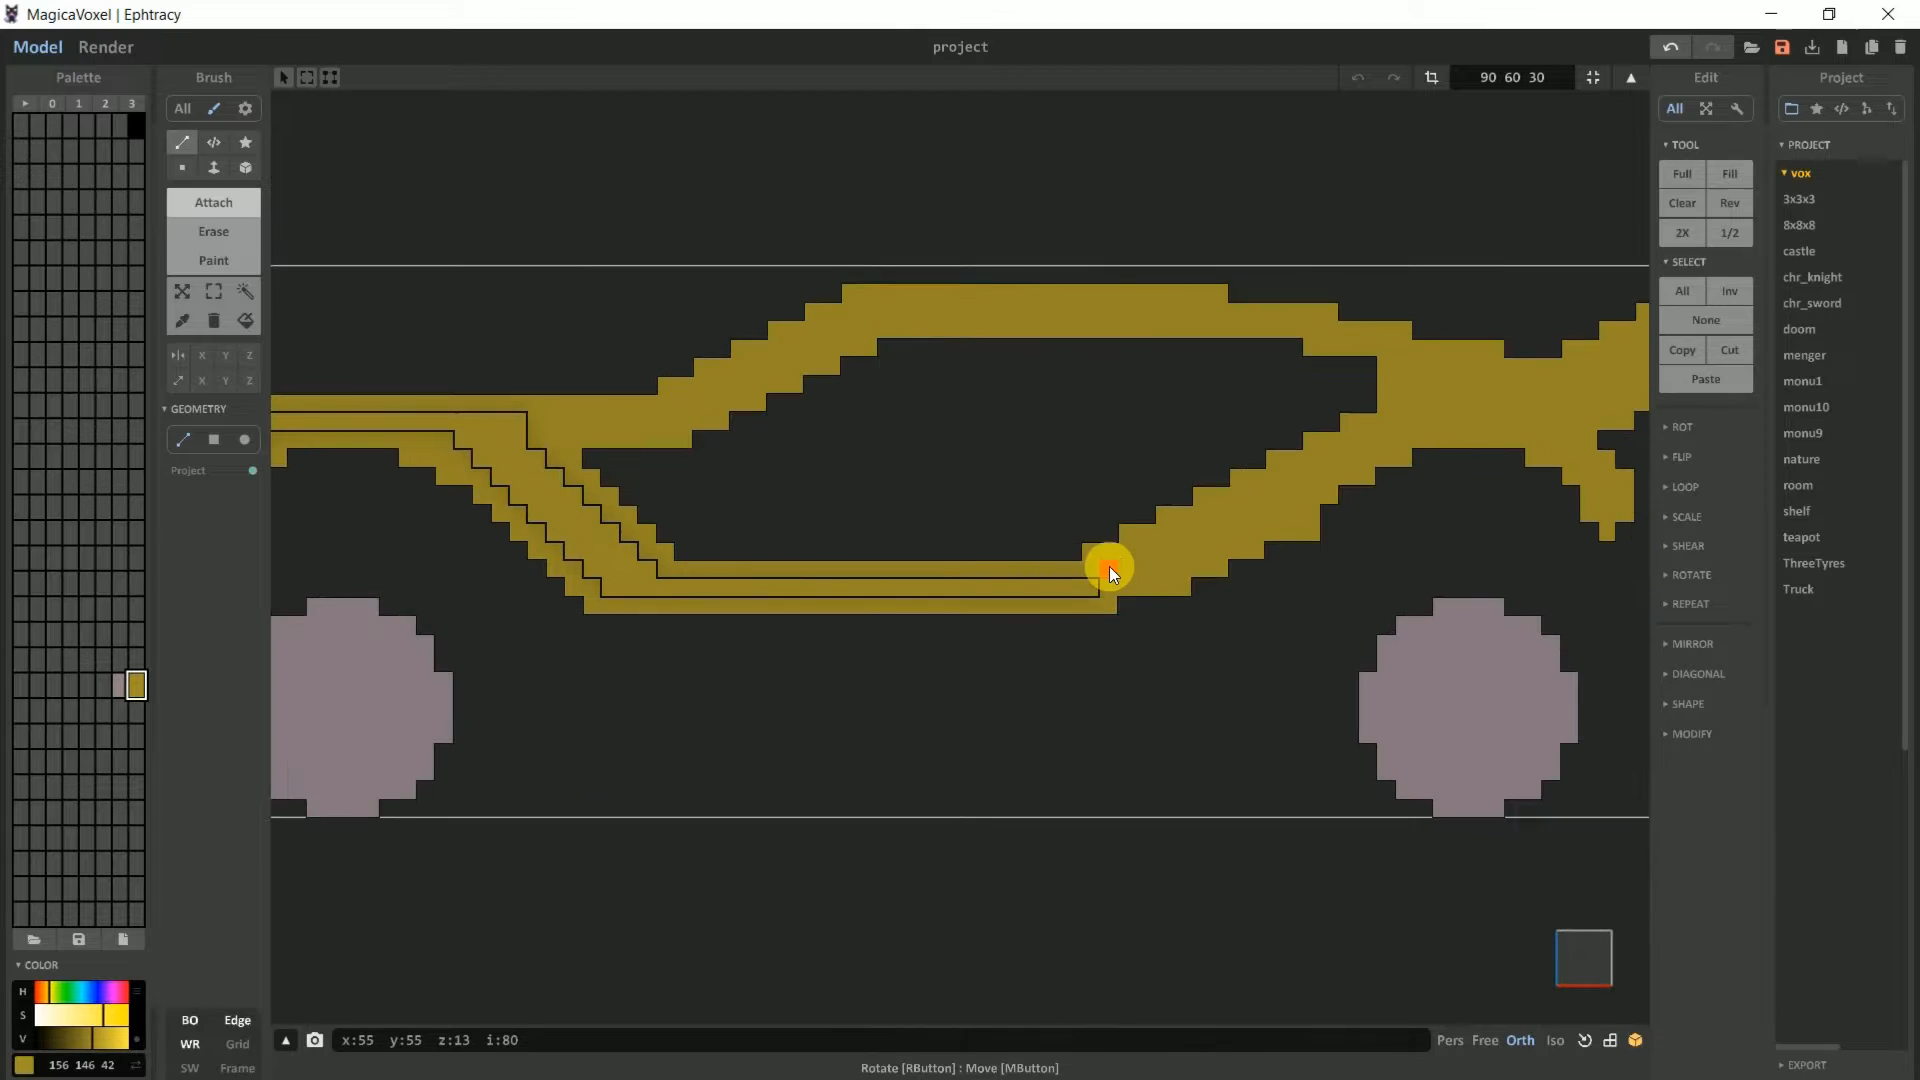 MagicaVoxel | Ephtracy
Model Render
project
Palette
Brush
90 60 30
Edit
Project
0 1 2 3
All
All
TOOL
PROJECT
Full Fill
vox
Attach
Clear Rev
3x3x3
Erase
2X 1/2
8x8x8
Paint
SELECT
castle
All Inv
chr_knight
None
chr_sword
Copy Cut
doom
X Y Z
Paste
menger
X Y Z
monu1
GEOMETRY
monu10
ROT
monu9
Project
FLIP
nature
LOOP
room
SCALE
shelf
SHEAR
teapot
ROTATE
ThreeTyres
REPEAT
Truck
MIRROR
DIAGONAL
SHAPE
MODIFY
COLOR
H
S
V
156 146 42
BO Edge
WR Grid
SW Frame
x:55 y:55 z:13 i:80
Pers Free Orth Iso
Rotate [RButton] : Move [MButton]
EXPORT